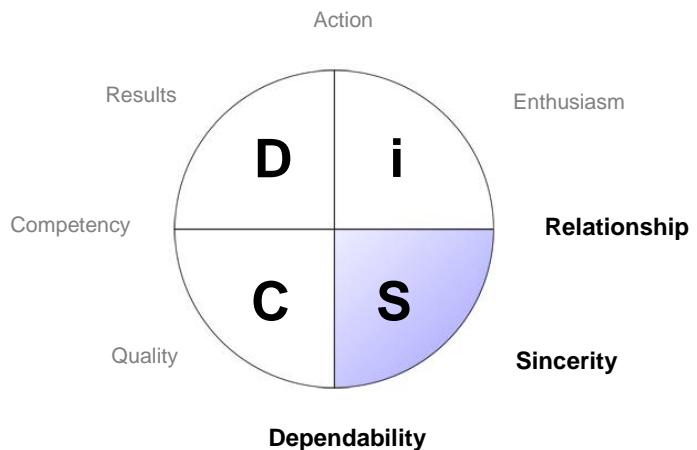 Action
Results
Enthusiasm
D i
Competency
Relationship
C S
Quality
Sincerity
Dependability